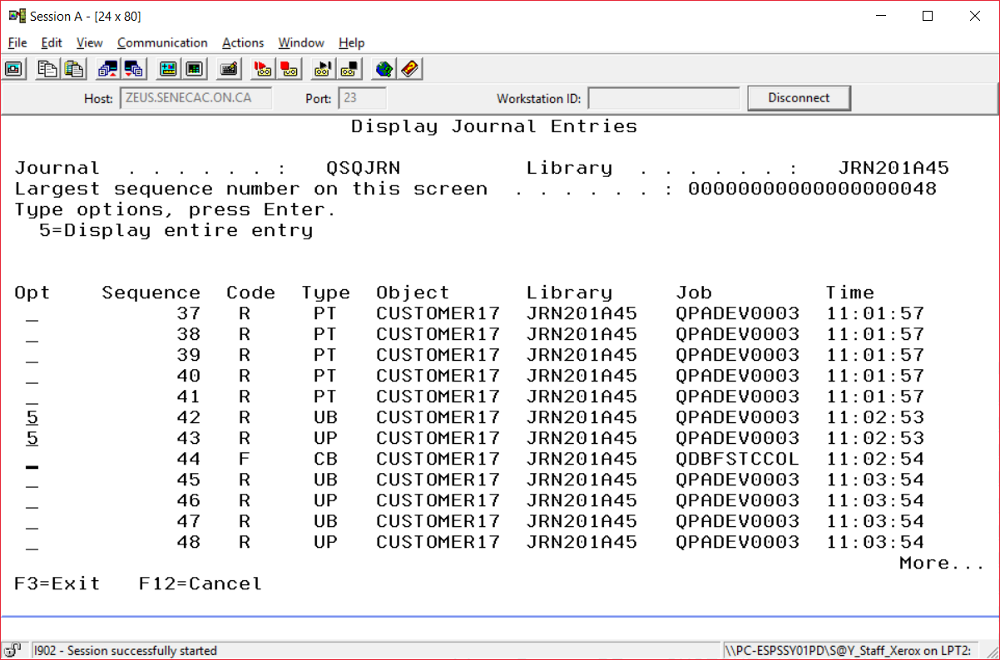 Session A - [24 x 80]
File Edit View Communication Actions Window Help
Host: ZEUS.SENECAC.ON.CA Port: 23 Workstation ID: Disconnect
Display Journal Entries
Journal . . . . . . . : QSQJRN Library . . . . . . . : JRN201A45
Largest sequence number on this screen . . . . . . : 00000000000000000048
Type options, press Enter.
5=Display entire entry
Opt Sequence Code Type Object Library Job Time
_ 37 R PT CUSTOMER17 JRN201A45 QPADEV0003 11:01:57
_ 38 R PT CUSTOMER17 JRN201A45 QPADEV0003 11:01:57
_ 39 R PT CUSTOMER17 JRN201A45 QPADEV0003 11:01:57
_ 40 R PT CUSTOMER17 JRN201A45 QPADEV0003 11:01:57
_ 41 R PT CUSTOMER17 JRN201A45 QPADEV0003 11:01:57
5 42 R UB CUSTOMER17 JRN201A45 QPADEV0003 11:02:53
5 43 R UP CUSTOMER17 JRN201A45 QPADEV0003 11:02:53
_ 44 F CB CUSTOMER17 JRN201A45 QDBFSTCCOL 11:02:54
_ 45 R UB CUSTOMER17 JRN201A45 QPADEV0003 11:03:54
_ 46 R UP CUSTOMER17 JRN201A45 QPADEV0003 11:03:54
_ 47 R UB CUSTOMER17 JRN201A45 QPADEV0003 11:03:54
_ 48 R UP CUSTOMER17 JRN201A45 QPADEV0003 11:03:54
More...
F3=Exit F12=Cancel
I902 - Session successfully started \\PC-ESPSSY01PD\S@Y_Staff_Xerox on LPT2: